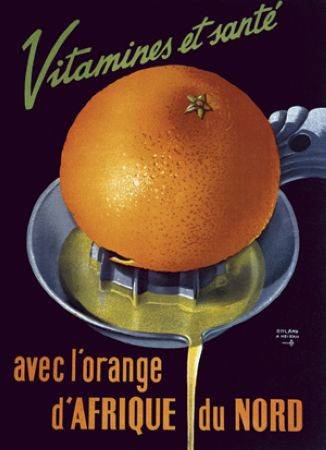 Vitamines et santé
avec l'orange
d'AFRIQUE du NORD